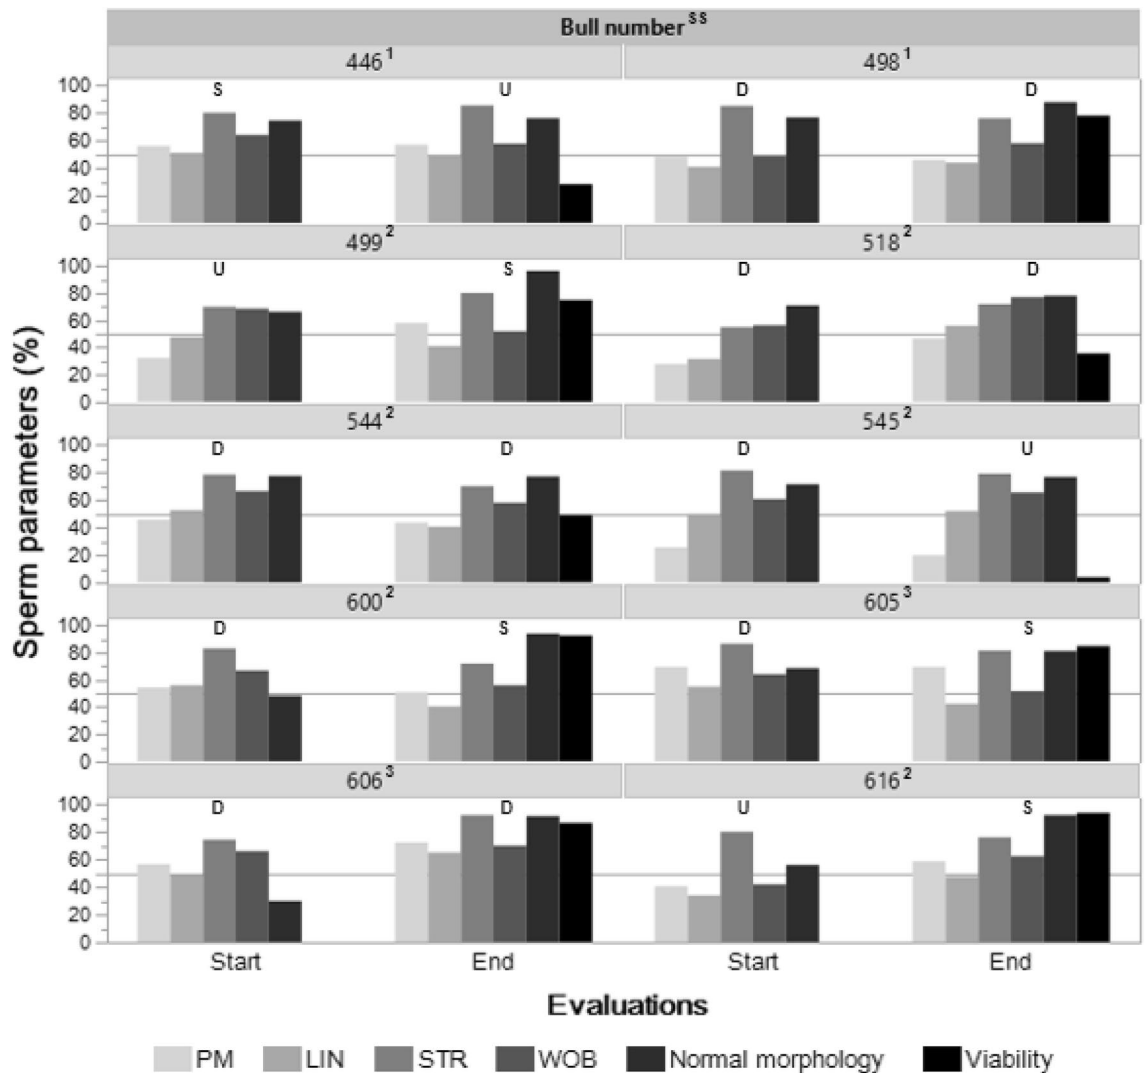 Bull number $$
446 1 498 1
100 S U D D
80
60
40
20
0
499 2 518 2
100 U S D D
80
60
40
20
0
544 2 545 2
100 D D D U
80
60
40
20
0
600 2 605 3
100 D S D S
80
60
40
20
0
606 3 616 2
100 D D U S
80
60
40
20
0
Sperm parameters (%)
Start End Start End
Evaluations
PM LIN STR WOB Normal morphology Viability